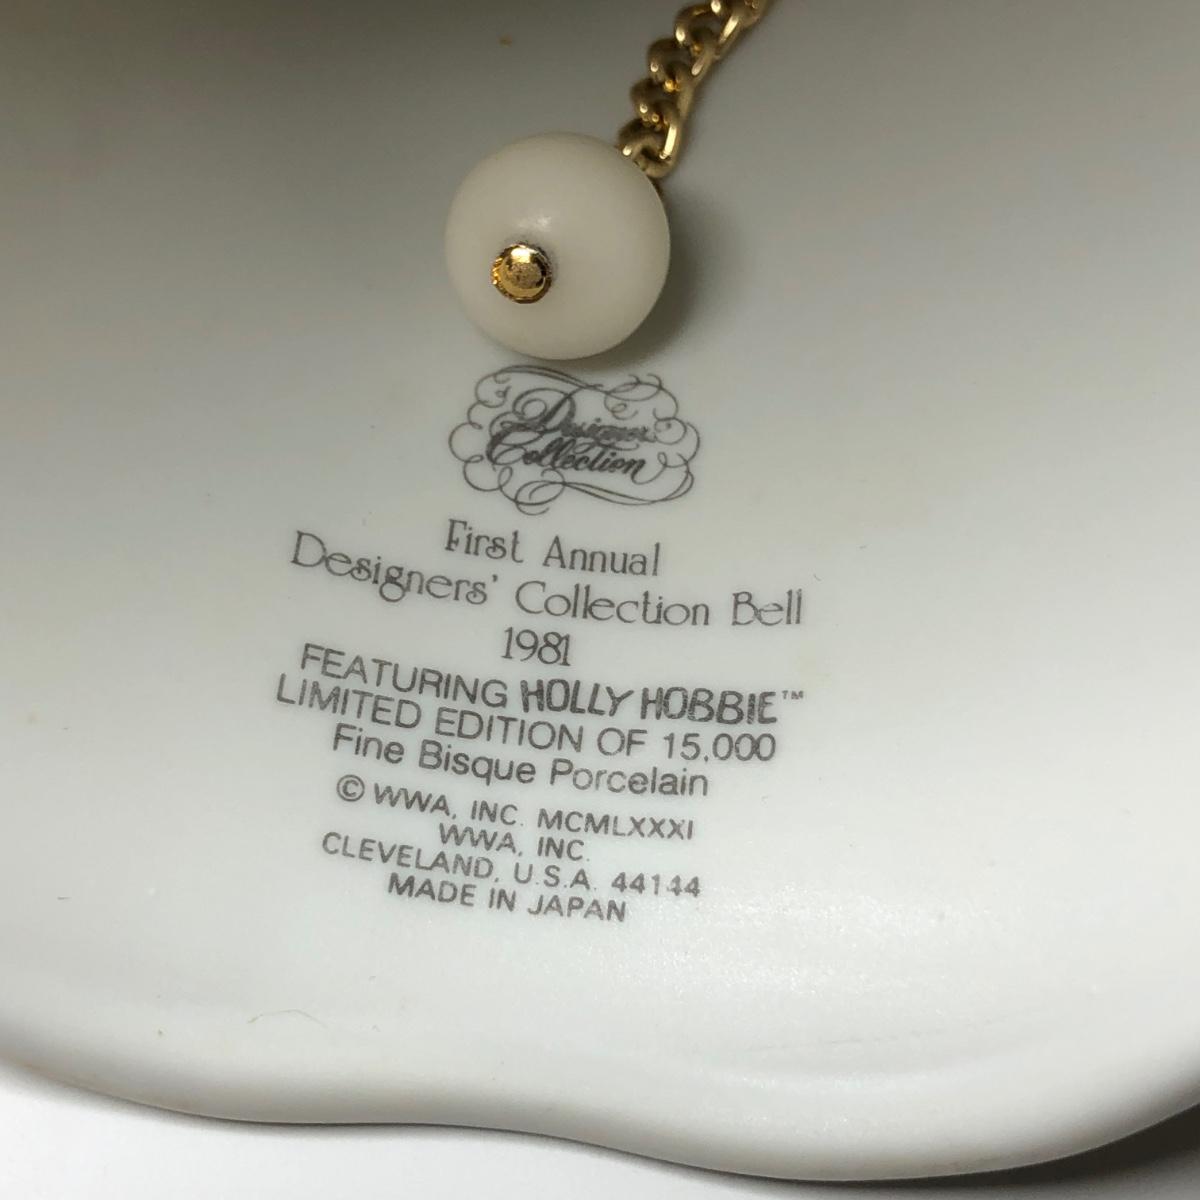 Designers'
Collection
First Annual
Designers' Collection Bell
1981
FEATURING HOLLY HOBBIE™
LIMITED EDITION OF 15,000
Fine Bisque Porcelain
© WWA, INC. MCMLXXXI
WWA, INC.
CLEVELAND, U.S.A. 44144
MADE IN JAPAN